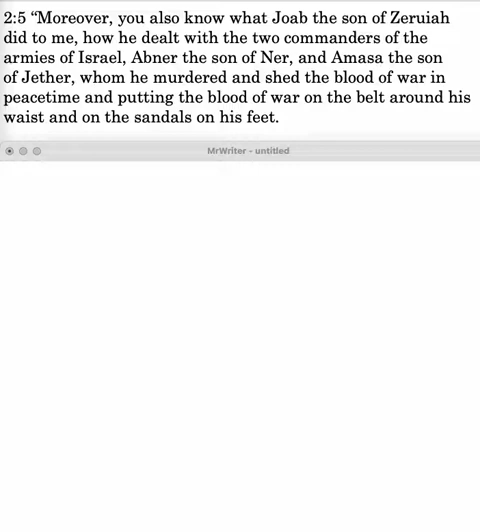 2:5 “Moreover, you also know what Joab the son of Zeruiah
did to me, how he dealt with the two commanders of the
armies of Israel, Abner the son of Ner, and Amasa the son
of Jether, whom he murdered and shed the blood of war in
peacetime and putting the blood of war on the belt around his
waist and on the sandals on his feet.
MrWriter - untitled